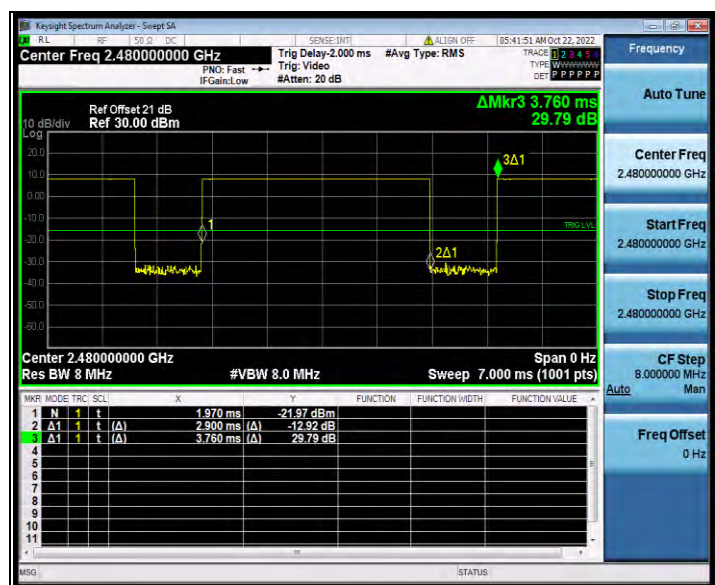 Keysight Spectrum Analyzer - Swept SA
RL RF 50 Ω DC SENSE:INT ALIGN OFF 05:41:51 AM Oct 22, 2022
Center Freq 2.480000000 GHz Trig Delay-2.000 ms #Avg Type: RMS TRACE 1 2 3 4 5 6
PNO: Fast Trig: Video TYPE WWWWWW
IFGain:Low #Atten: 20 dB DET P P P P P P
Frequency
Auto Tune
Center Freq
2.480000000 GHz
Start Freq
2.480000000 GHz
Stop Freq
2.480000000 GHz
CF Step
8.000000 MHz
Auto Man
Freq Offset
0 Hz
Ref Offset 21 dB ΔMkr3 3.760 ms
10 dB/div Ref 30.00 dBm 29.79 dB
Log
20.0
10.0
0.00
-10.0
-20.0
-30.0
-40.0
-50.0
-60.0
3Δ1
1
TRIG LVL
2Δ1
Center 2.480000000 GHz Span 0 Hz
Res BW 8 MHz #VBW 8.0 MHz Sweep 7.000 ms (1001 pts)
MKR MODE TRC SCL X Y FUNCTION FUNCTION WIDTH FUNCTION VALUE
1 N 1 t 1.970 ms -21.97 dBm
2 Δ1 1 t (Δ) 2.900 ms (Δ) -12.92 dB
3 Δ1 1 t (Δ) 3.760 ms (Δ) 29.79 dB
4
5
6
7
8
9
10
11
MSG STATUS